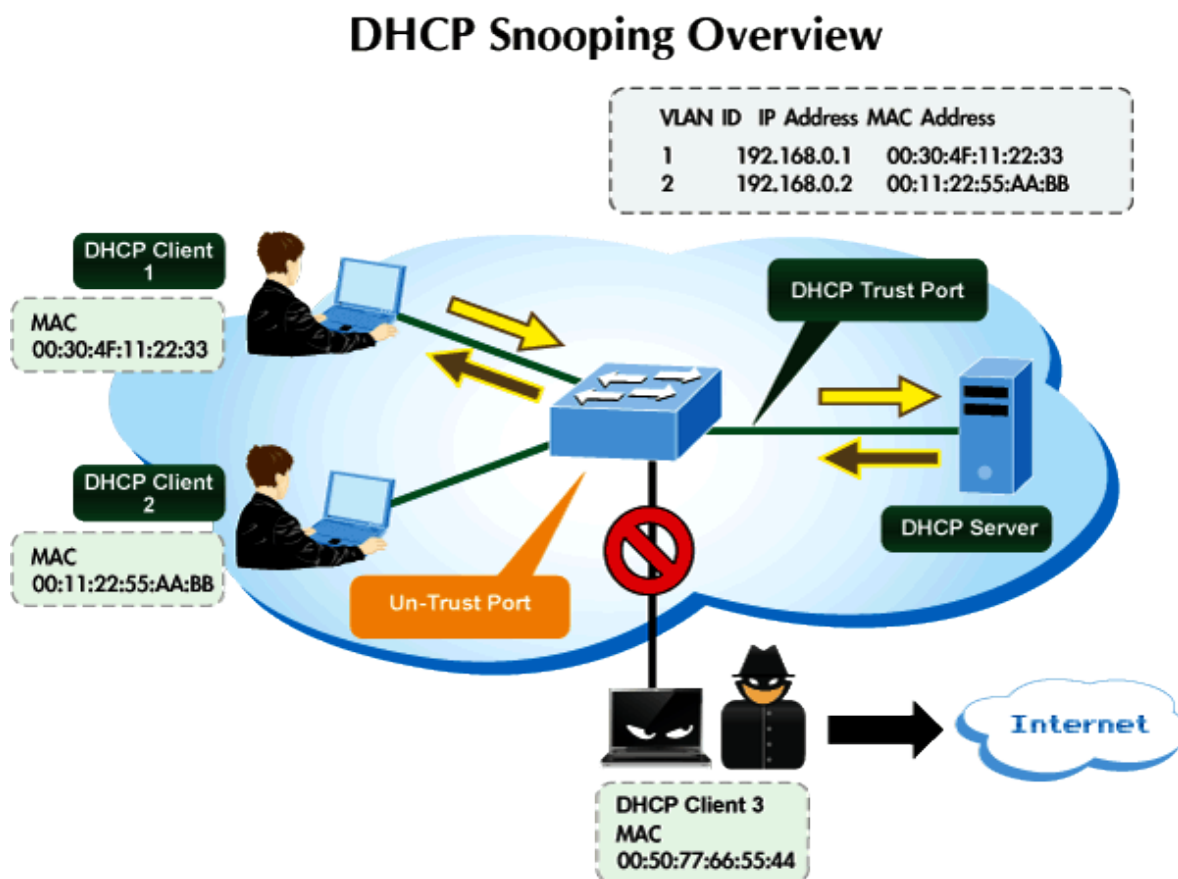 DHCP Snooping Overview
VLAN ID IP Address MAC Address
1 192.168.0.1 00:30:4F:11:22:33
2 192.168.0.2 00:11:22:55:AA:BB
DHCP Client
1
MAC
00:30:4F:11:22:33
DHCP Trust Port
DHCP Client
2
MAC
00:11:22:55:AA:BB
Un-Trust Port
DHCP Server
Internet
DHCP Client 3
MAC
00:50:77:66:55:44